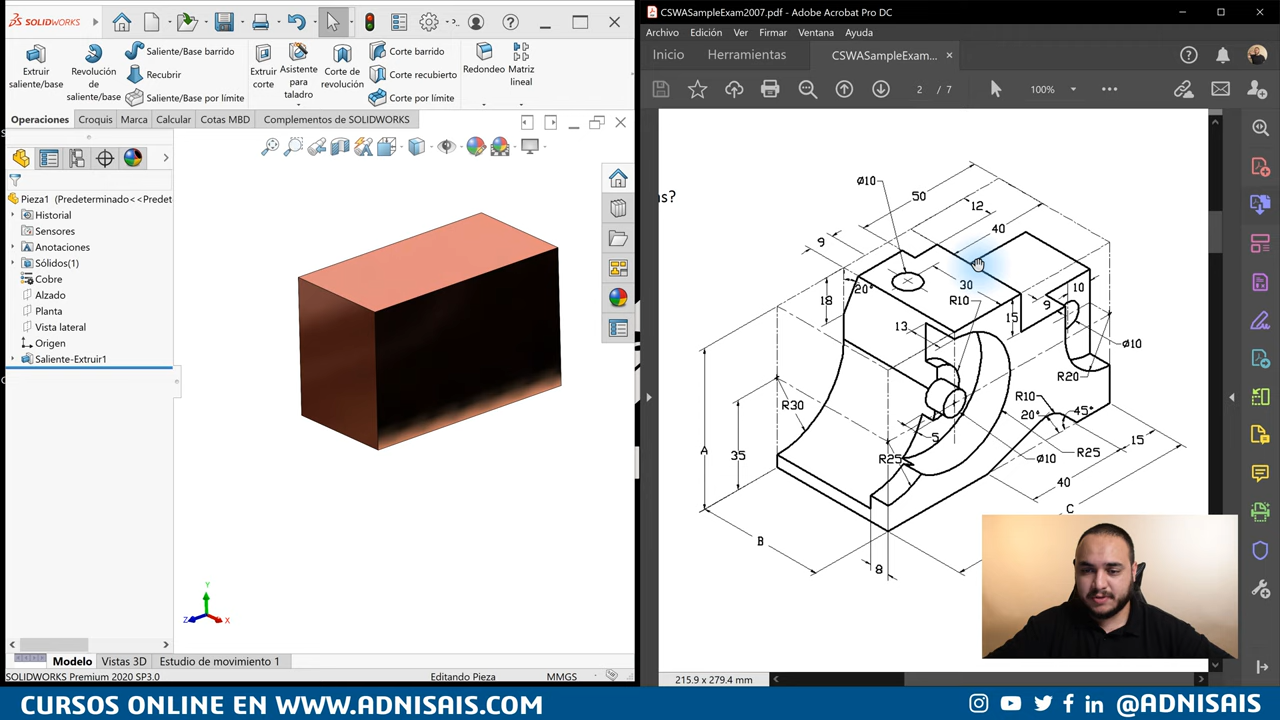 SOLIDWORKS
CSWASampleExam2007.pdf - Adobe Acrobat Pro DC
Archivo Edición Ver Firmar Ventana Ayuda
Inicio Herramientas CSWASampleExam... ×
2 / 7 100%
Extruir saliente/base
Revolución de saliente/base
Saliente/Base barrido
Recubrir
Saliente/Base por límite
Extruir corte
Asistente para taladro
Corte de revolución
Corte barrido
Corte recubierto
Corte por límite
Redondeo
Matriz lineal
Operaciones Croquis Marca Calcular Cotas MBD Complementos de SOLIDWORKS
Pieza1 (Predeterminado<<Predet
Historial
Sensores
Anotaciones
Sólidos(1)
Cobre
Alzado
Planta
Vista lateral
Origen
Saliente-Extruir1
Y
Z X
Modelo Vistas 3D Estudio de movimiento 1
SOLIDWORKS Premium 2020 SP3.0 Editando Pieza MMGS
as?
Ø10
50
12
40
9
20°
30
10
18
R10
9
15
13
Ø10
R20
R30
R10
20°
45°
A
35
5
15
R25
Ø10
R25
40
C
B
8
215.9 x 279.4 mm
CURSOS ONLINE EN WWW.ADNISAIS.COM
@ADNISAIS